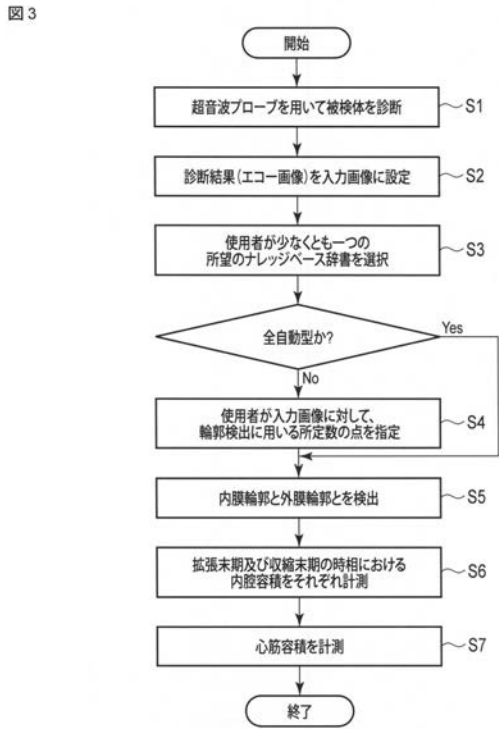 図3
開始
超音波プローブを用いて被検体を診断
S1
診断結果(エコー画像)を入力画像に設定
S2
使用者が少なくとも一つの
所望のナレッジベース辞書を選択
S3
全自動型か?
Yes
No
使用者が入力画像に対して、
輪郭検出に用いる所定数の点を指定
S4
内膜輪郭と外膜輪郭とを検出
S5
拡張末期及び収縮末期の時相における
内腔容積をそれぞれ計測
S6
心筋容積を計測
S7
終了